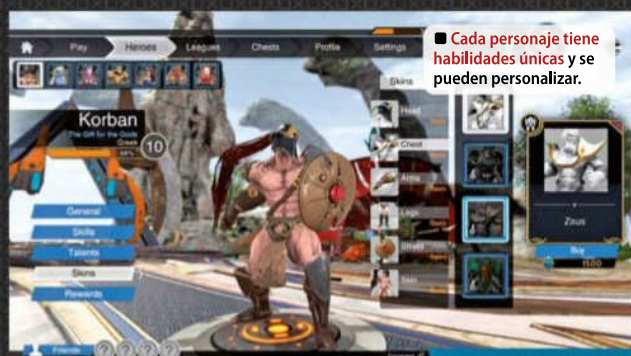 Play Heroes Leagues Chests Profile Settings
■ Cada personaje tiene
habilidades únicas y se
pueden personalizar.
Skins
Korban
The Gift for the Gods
Greek
10
General
Skills
Talents
Skins
Rewards
Head
Chest
Arms
Legs
Shield
Skin
Zeus
Buy
1500
Friends
? ? ? ?